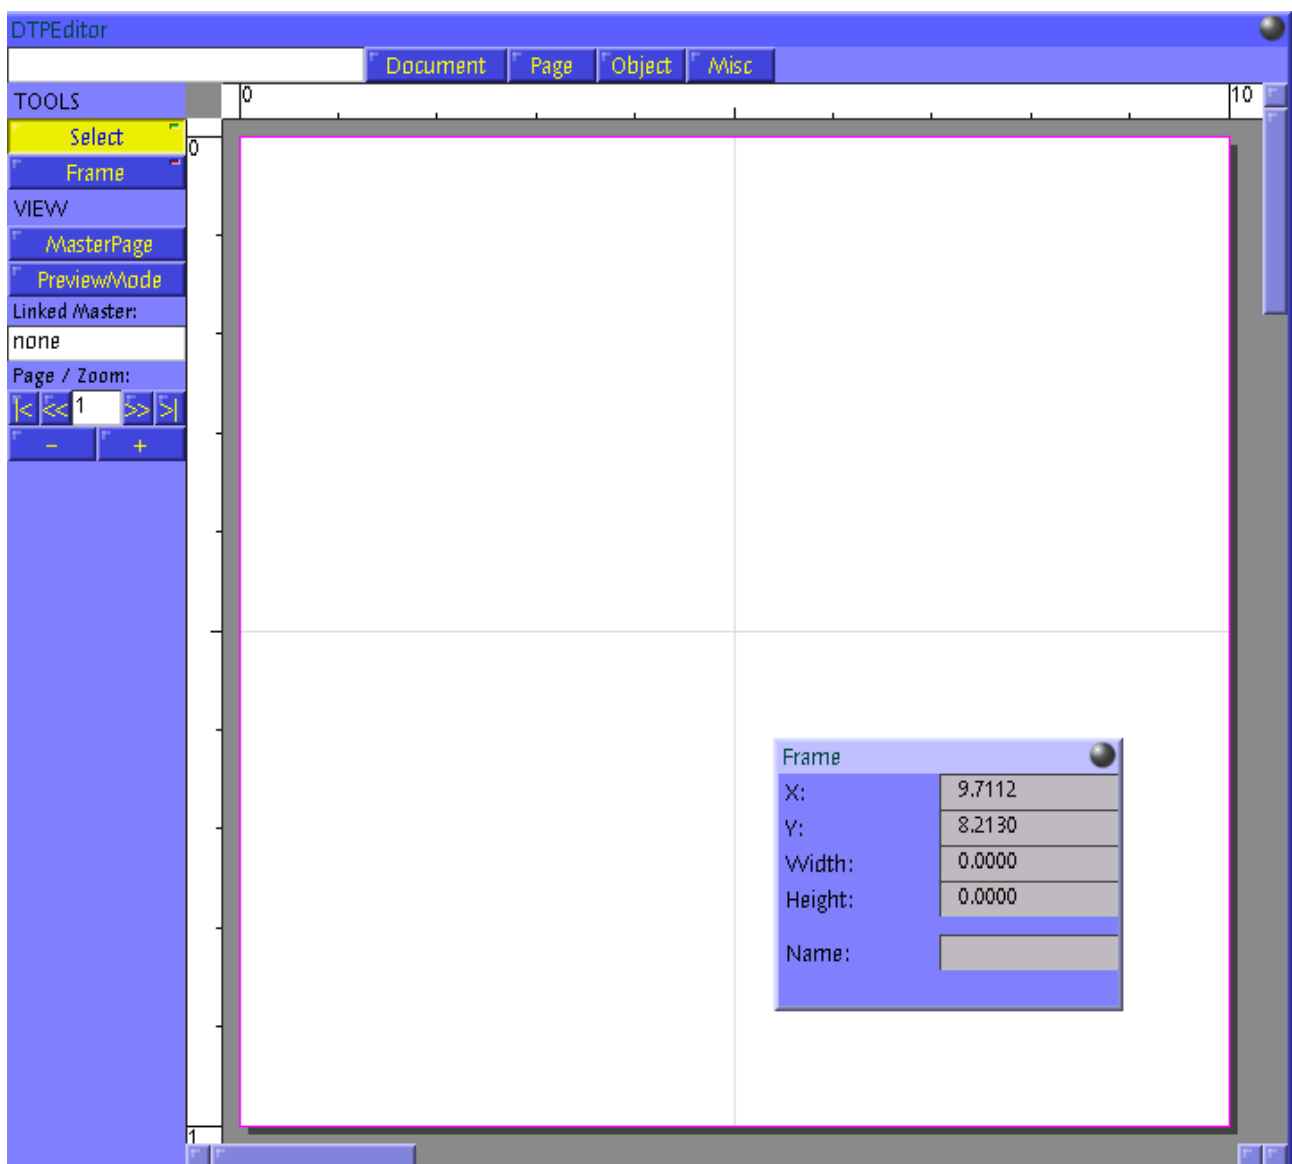 DTPEditor
Document Page Object Misc
TOOLS
0 10
Select
0
Frame
VIEW
MasterPage
PreviewMode
Linked Master:
none
Page / Zoom:
|< << 1 >> >|
- +
Frame
X: 9.7112
Y: 8.2130
Width: 0.0000
Height: 0.0000
Name:
1